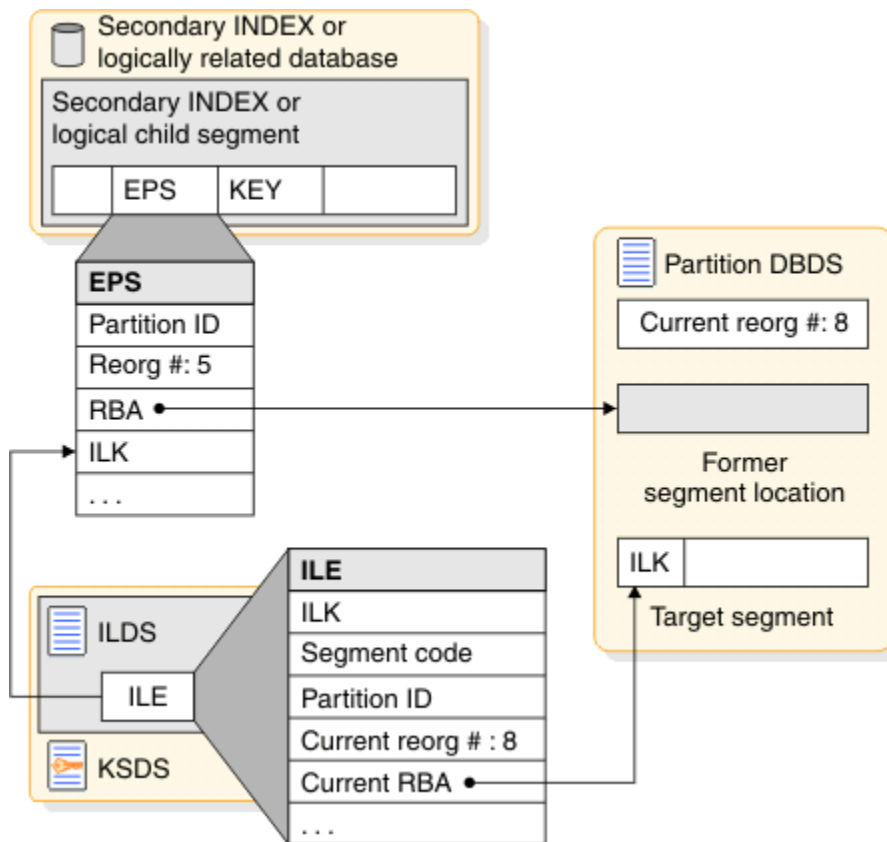 Secondary INDEX or
logically related database
Secondary INDEX or
logical child segment
EPS KEY
EPS
Partition ID
Reorg #: 5
RBA
ILK
. . .
Partition DBDS
Current reorg #: 8
Former
segment location
ILK
Target segment
ILDS
ILE
KSDS
ILE
ILK
Segment code
Partition ID
Current reorg # : 8
Current RBA
. . .